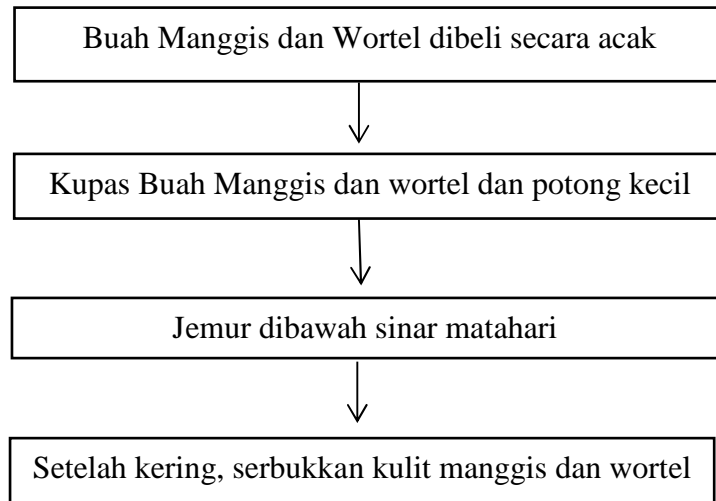 Buah Manggis dan Wortel dibeli secara acak
Kupas Buah Manggis dan wortel dan potong kecil
Jemur dibawah sinar matahari
Setelah kering, serbukkan kulit manggis dan wortel